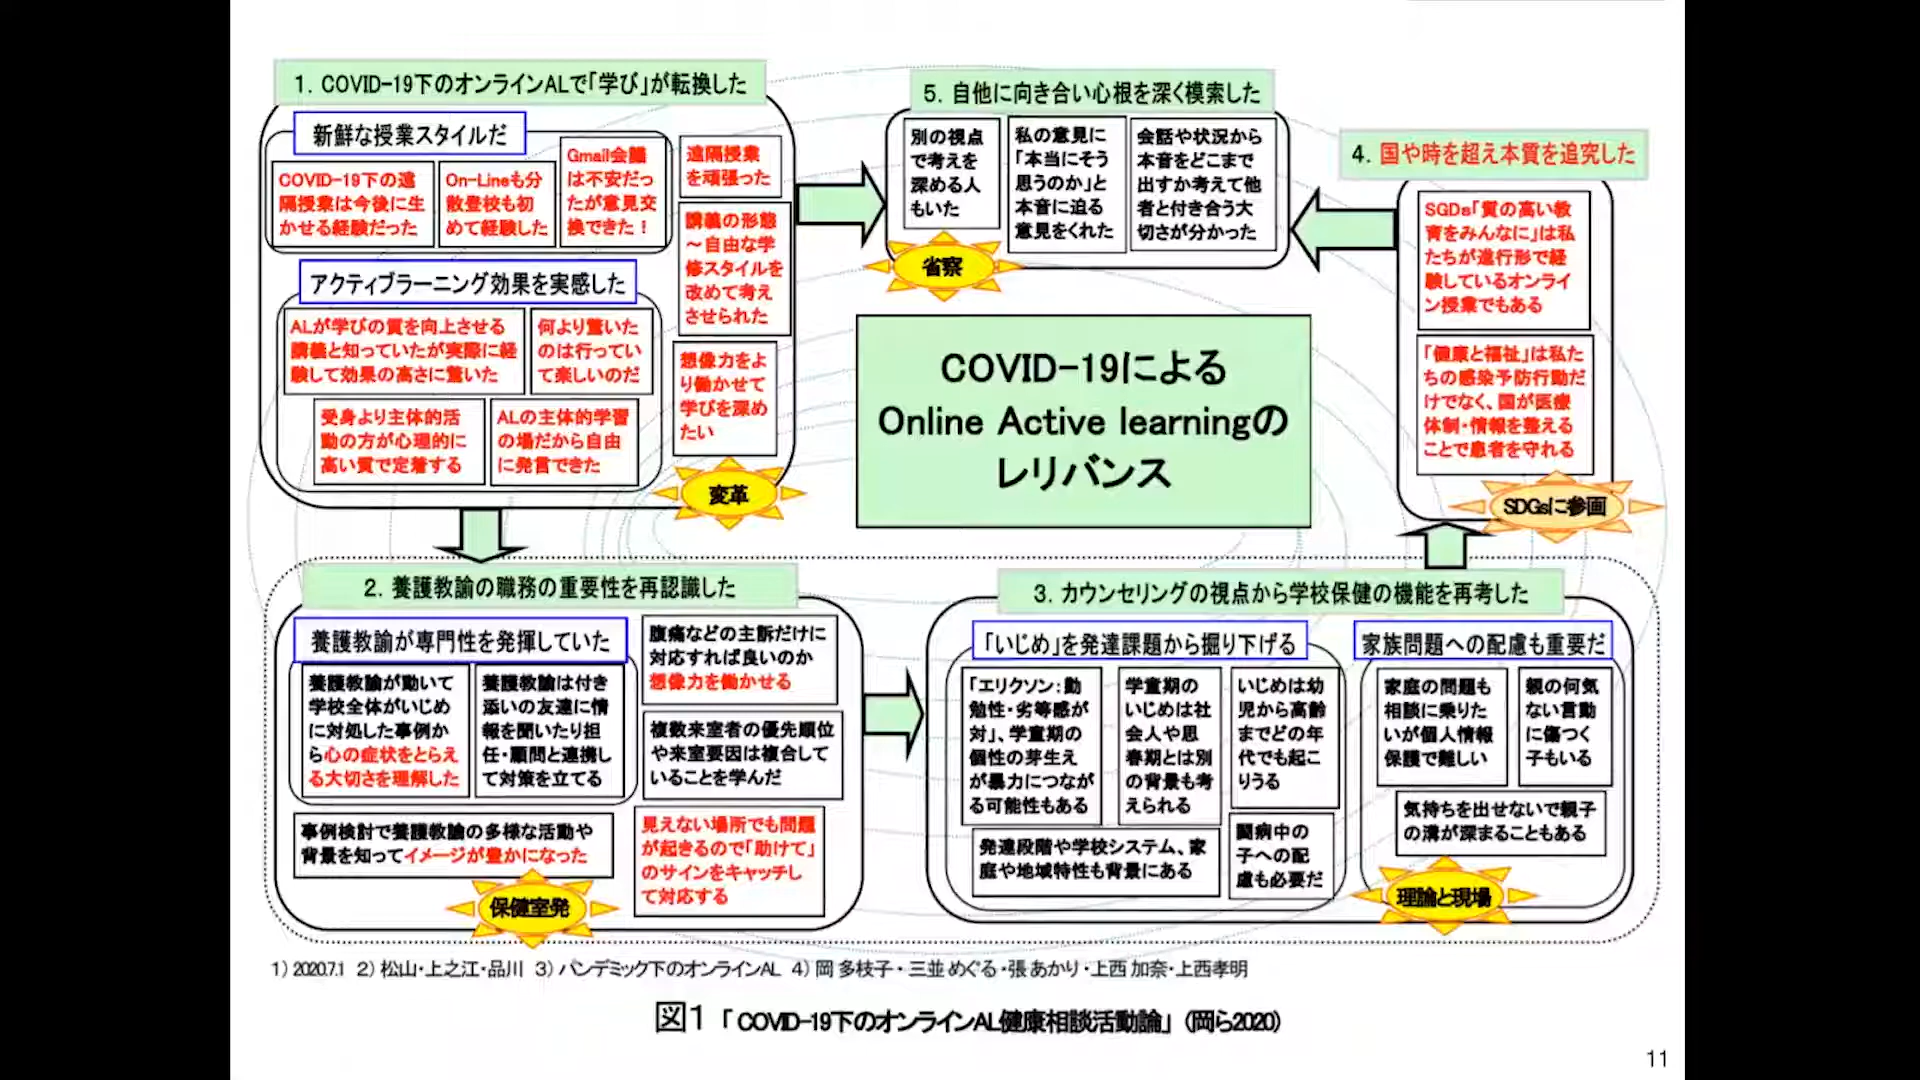 1. COVID-19下のオンラインALで「学び」が転換した
新鮮な授業スタイルだ
COVID-19下の遠
隔授業は今後に生
かせる経験だった
On-Lineも分
散登校も初
めて経験した
Gmail会議
は不安だっ
たが意見交
換できた！
遠隔授業
を頑張った
講義の形態
～自由な学
修スタイルを
改めて考え
させられた
想像力をよ
り働かせて
学びを深め
たい
アクティブラーニング効果を実感した
ALが学びの質を向上させる
講義と知っていたが実際に経
験して効果の高さに驚いた
何より驚いた
のは行ってい
て楽しいのだ
受身より主体的活
動の方が心理的に
高い質で定着する
ALの主体的学習
の場だから自由
に発言できた
変革
5. 自他に向き合い心根を深く模索した
別の視点
で考えを
深める人
もいた
私の意見に
「本当にそう
思うのか」と
本音に迫る
意見をくれた
会話や状況から
本音をどこまで
出すか考えて他
者と付き合う大
切さが分かった
省察
4. 国や時を超え本質を追究した
SGDs「質の高い教
育をみんなに」は私
たちが進行形で経
験しているオンライ
ン授業でもある
「健康と福祉」は私た
ちの感染予防行動だ
けでなく、国が医療
体制・情報を整える
ことで患者を守れる
SDGsに参画
COVID-19による
Online Active learningの
レリバンス
2. 養護教諭の職務の重要性を再認識した
養護教諭が専門性を発揮していた
養護教諭が動いて
学校全体がいじめ
に対処した事例か
ら心の症状をとらえ
る大切さを理解した
養護教諭は付き
添いの友達に情
報を聞いたり担
任・顧問と連携し
て対策を立てる
腹痛などの主訴だけに
対応すれば良いのか
想像力を働かせる
複数来室者の優先順位
や来室要因は複合して
いることを学んだ
事例検討で養護教諭の多様な活動や
背景を知ってイメージが豊かになった
見えない場所でも問題
が起きるので「助けて」
のサインをキャッチし
て対応する
保健室発
3. カウンセリングの視点から学校保健の機能を再考した
「いじめ」を発達課題から掘り下げる
「エリクソン：勤
勉性・劣等感が
対」、学童期の
個性の芽生え
が暴力につなが
る可能性もある
学童期の
いじめは社
会人や思
春期とは別
の背景も考
えられる
いじめは幼
児から高齢
までどの年
代でも起こ
りうる
発達段階や学校システム、家
庭や地域特性も背景にある
闘病中の
子への配
慮も必要だ
家族問題への配慮も重要だ
家庭の問題も
相談に乗りた
いが個人情報
保護で難しい
親の何気
ない言動
に傷つく
子もいる
気持ちを出せないで親子
の溝が深まることもある
理論と現場
1) 2020.7.1 2) 松山・上之江・品川 3) パンデミック下のオンラインAL 4) 岡 多枝子・三並 めぐる・張 あかり・上西 加奈・上西孝明
図1「 COVID-19下のオンラインAL健康相談活動論」(岡ら2020)
11